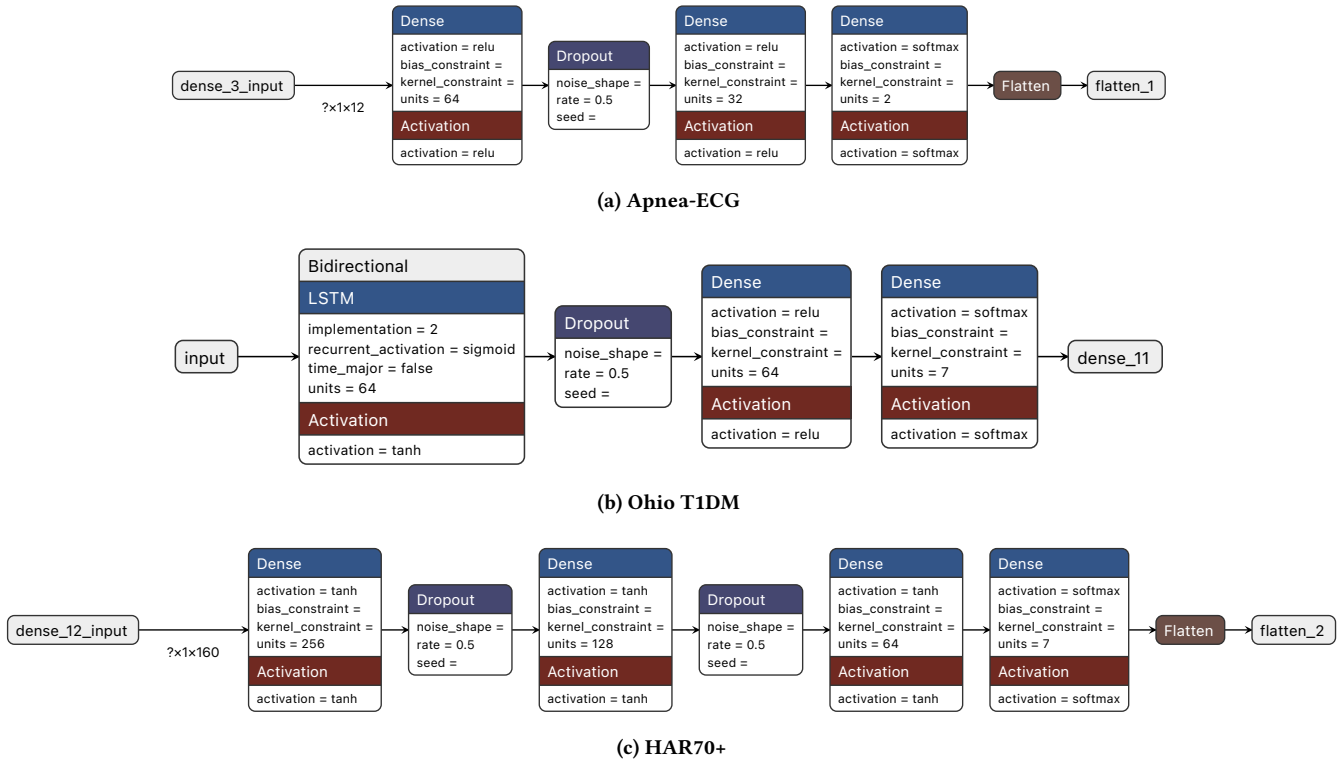 dense_3_input
?×1×12
Dense
activation = relu
bias_constraint =
kernel_constraint =
units = 64
Activation
activation = relu
Dropout
noise_shape =
rate = 0.5
seed =
Dense
activation = relu
bias_constraint =
kernel_constraint =
units = 32
Activation
activation = relu
Dense
activation = softmax
bias_constraint =
kernel_constraint =
units = 2
Activation
activation = softmax
Flatten
flatten_1
(a) Apnea-ECG
input
Bidirectional
LSTM
implementation = 2
recurrent_activation = sigmoid
time_major = false
units = 64
Activation
activation = tanh
Dropout
noise_shape =
rate = 0.5
seed =
Dense
activation = relu
bias_constraint =
kernel_constraint =
units = 64
Activation
activation = relu
Dense
activation = softmax
bias_constraint =
kernel_constraint =
units = 7
Activation
activation = softmax
dense_11
(b) Ohio T1DM
dense_12_input
?×1×160
Dense
activation = tanh
bias_constraint =
kernel_constraint =
units = 256
Activation
activation = tanh
Dropout
noise_shape =
rate = 0.5
seed =
Dense
activation = tanh
bias_constraint =
kernel_constraint =
units = 128
Activation
activation = tanh
Dropout
noise_shape =
rate = 0.5
seed =
Dense
activation = tanh
bias_constraint =
kernel_constraint =
units = 64
Activation
activation = tanh
Dense
activation = softmax
bias_constraint =
kernel_constraint =
units = 7
Activation
activation = softmax
Flatten
flatten_2
(c) HAR70+